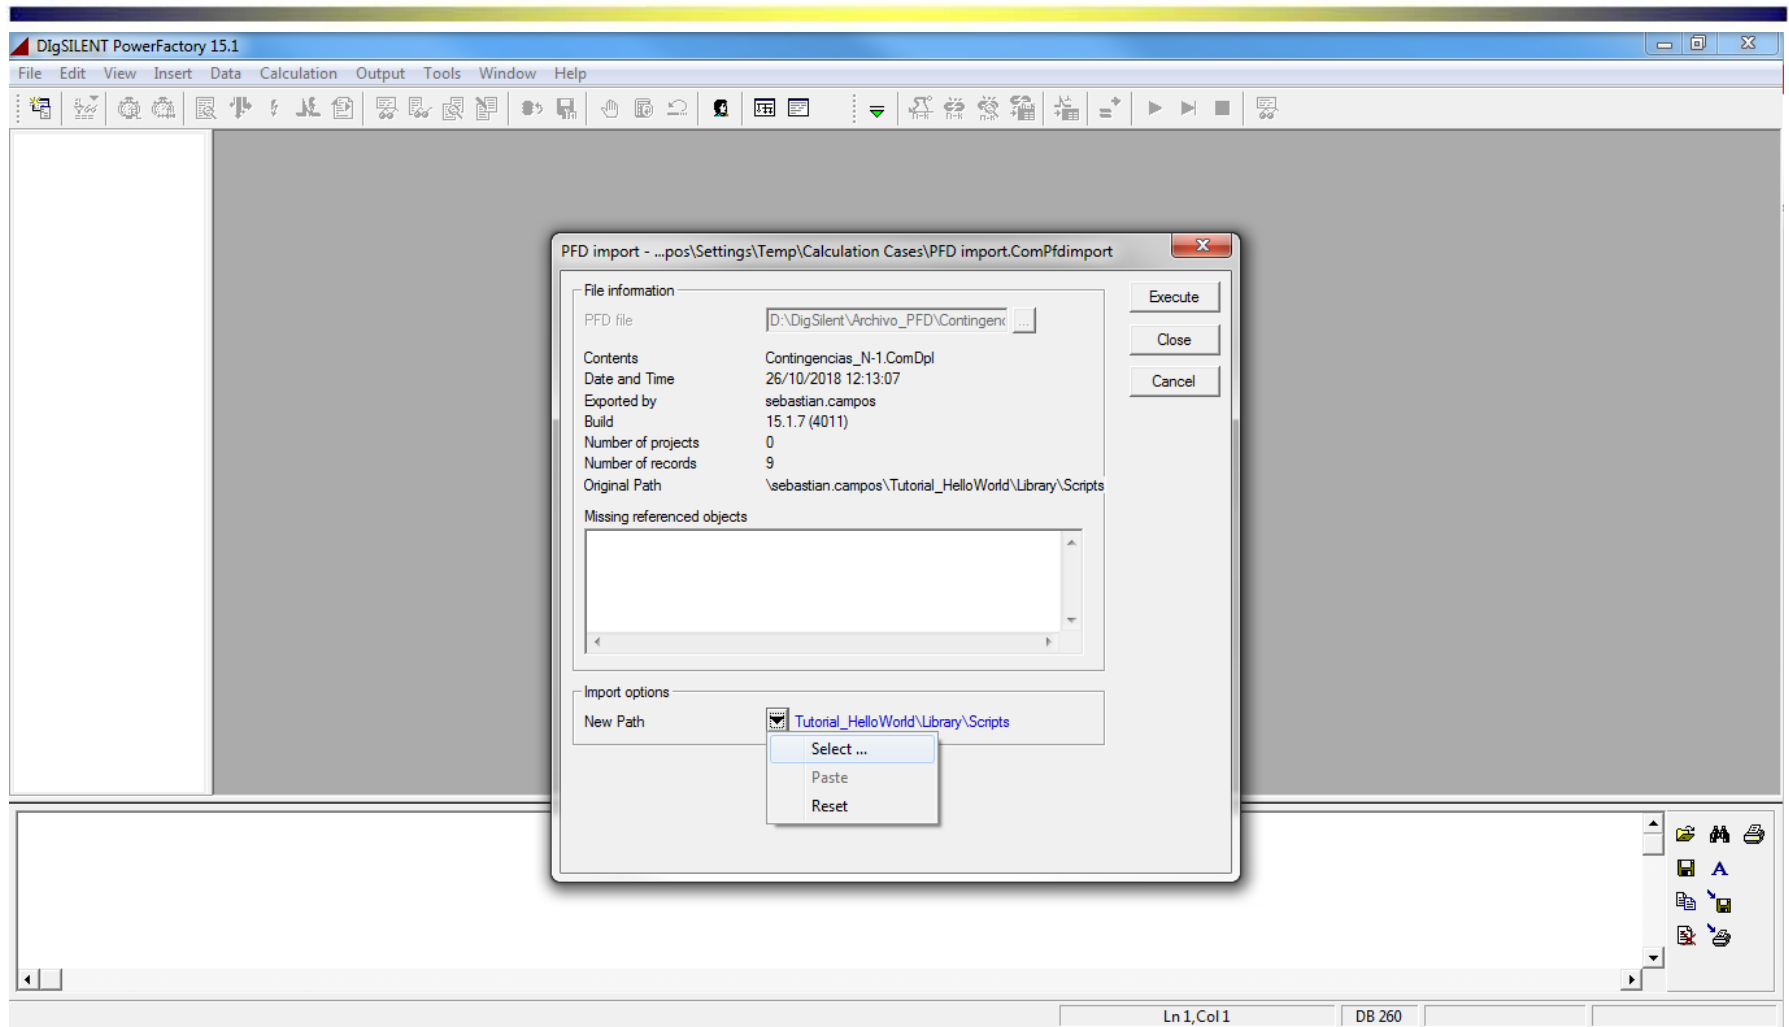 DIgSILENT PowerFactory 15.1
File Edit View Insert Data Calculation Output Tools Window Help
PFD import - ...pos\Settings\Temp\Calculation Cases\PFD import.ComPfdimport
File information
Execute
PFD file D:\DigSilent\Archivo_PFD\Contingenc ...
Close
Contents Contingencias_N-1.ComDpl
Date and Time 26/10/2018 12:13:07
Cancel
Exported by sebastian.campos
Build 15.1.7 (4011)
Number of projects 0
Number of records 9
Original Path \sebastian.campos\Tutorial_HelloWorld\Library\Scripts
Missing referenced objects
Import options
New Path Tutorial_HelloWorld\Library\Scripts
Select ...
Paste
Reset
A
Ln 1,Col 1 DB 260